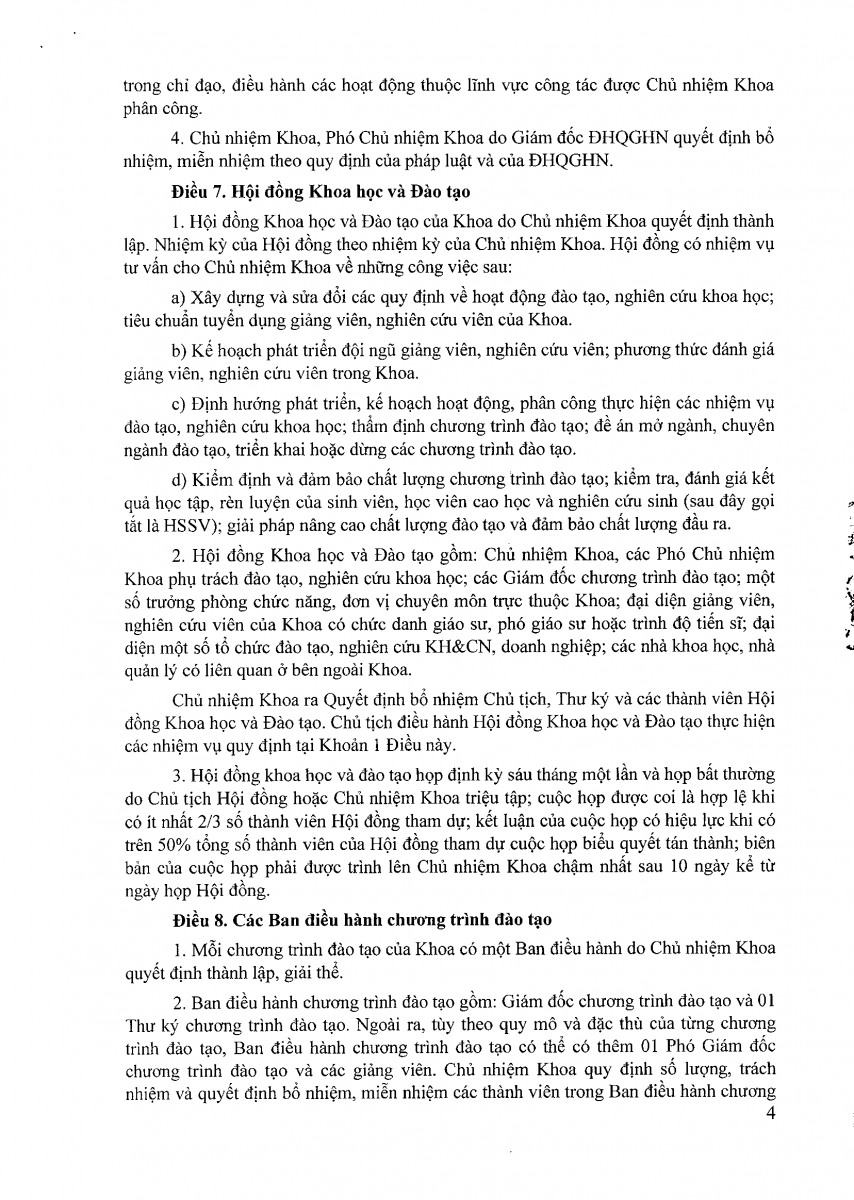 trong chỉ đạo, điều hành các hoạt động thuộc lĩnh vực công tác được Chủ nhiệm Khoa
phân công.
4. Chủ nhiệm Khoa, Phó Chủ nhiệm Khoa do Giám đốc ĐHQGHN quyết định bổ
nhiệm, miễn nhiệm theo quy định của pháp luật và của ĐHQGHN.
Điều 7. Hội đồng Khoa học và Đào tạo
1. Hội đồng Khoa học và Đào tạo của Khoa do Chủ nhiệm Khoa quyết định thành
lập. Nhiệm kỳ của Hội đồng theo nhiệm kỳ của Chủ nhiệm Khoa. Hội đồng có nhiệm vụ
tư vấn cho Chủ nhiệm Khoa về những công việc sau:
a) Xây dựng và sửa đổi các quy định về hoạt động đào tạo, nghiên cứu khoa học;
tiêu chuẩn tuyển dụng giảng viên, nghiên cứu viên của Khoa.
b) Kế hoạch phát triển đội ngũ giảng viên, nghiên cứu viên; phương thức đánh giá
giảng viên, nghiên cứu viên trong Khoa.
c) Định hướng phát triển, kế hoạch hoạt động, phân công thực hiện các nhiệm vụ
đào tạo, nghiên cứu khoa học; thẩm định chương trình đào tạo; đề án mở ngành, chuyên
ngành đào tạo, triển khai hoặc dừng các chương trình đào tạo.
d) Kiểm định và đảm bảo chất lượng chương trình đào tạo; kiểm tra, đánh giá kết
quả học tập, rèn luyện của sinh viên, học viên cao học và nghiên cứu sinh (sau đây gọi
tắt là HSSV); giải pháp nâng cao chất lượng đào tạo và đảm bảo chất lượng đầu ra.
2. Hội đồng Khoa học và Đào tạo gồm: Chủ nhiệm Khoa, các Phó Chủ nhiệm
Khoa phụ trách đào tạo, nghiên cứu khoa học; các Giám đốc chương trình đào tạo; một
số trưởng phòng chức năng, đơn vị chuyên môn trực thuộc Khoa; đại diện giảng viên,
nghiên cứu viên của Khoa có chức danh giáo sư, phó giáo sư hoặc trình độ tiến sĩ; đại
diện một số tổ chức đào tạo, nghiên cứu KH&CN, doanh nghiệp; các nhà khoa học, nhà
quản lý có liên quan ở bên ngoài Khoa.
Chủ nhiệm Khoa ra Quyết định bổ nhiệm Chủ tịch, Thư ký và các thành viên Hội
đồng Khoa học và Đào tạo. Chủ tịch điều hành Hội đồng Khoa học và Đào tạo thực hiện
các nhiệm vụ quy định tại Khoản 1 Điều này.
3. Hội đồng khoa học và đào tạo họp định kỳ sáu tháng một lần và họp bất thường
do Chủ tịch Hội đồng hoặc Chủ nhiệm Khoa triệu tập; cuộc họp được coi là hợp lệ khi
có ít nhất 2/3 số thành viên Hội đồng tham dự; kết luận của cuộc họp có hiệu lực khi có
trên 50% tổng số thành viên của Hội đồng tham dự cuộc họp biểu quyết tán thành; biên
bản của cuộc họp phải được trình lên Chủ nhiệm Khoa chậm nhất sau 10 ngày kể từ
ngày họp Hội đồng.
Điều 8. Các Ban điều hành chương trình đào tạo
1. Mỗi chương trình đào tạo của Khoa có một Ban điều hành do Chủ nhiệm Khoa
quyết định thành lập, giải thể.
2. Ban điều hành chương trình đào tạo gồm: Giám đốc chương trình đào tạo và 01
Thư ký chương trình đào tạo. Ngoài ra, tùy theo quy mô và đặc thù của từng chương
trình đào tạo, Ban điều hành chương trình đào tạo có thể có thêm 01 Phó Giám đốc
chương trình đào tạo và các giảng viên. Chủ nhiệm Khoa quy định số lượng, trách
nhiệm và quyết định bổ nhiệm, miễn nhiệm các thành viên trong Ban điều hành chương
4